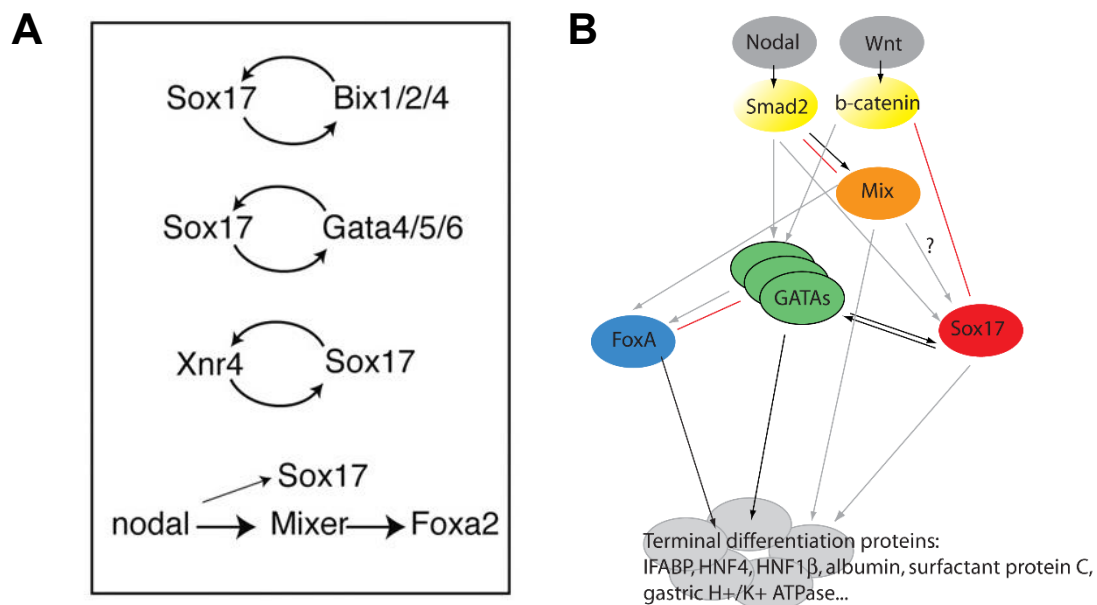 A
Sox17 Bix1/2/4
Sox17 Gata4/5/6
Xnr4 Sox17
Sox17
nodal Mixer Foxa2
B
Nodal Wnt
Smad2 b-catenin
Mix
?
GATAs
FoxA Sox17
Terminal differentiation proteins:
IFABP, HNF4, HNF1β, albumin, surfactant protein C,
gastric H+/K+ ATPase...